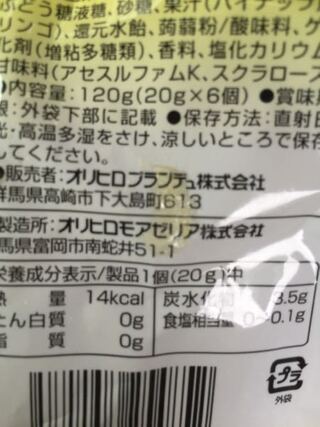 ぶどう糖液糖、砂糖、果汁(パイナップ
リンゴ)、還元水飴、蒟蒻粉/酸味料、ゲ
化剤(増粘多糖類)、香料、塩化カリウム
甘味料(アセスルファムK、スクラロース
●内容量:120g(20g×6個) ●賞味
限:外袋下部に記載 ●保存方法:直射日
光・高温多湿をさけ、涼しいところで保存
してください。
●販売者:オリヒロプランデュ株式会社
群馬県高崎市下大島町613
製造所:オリヒロモアセリア株式会社
馬県富岡市南蛇井51-1
栄養成分表示/製品1個(20g)中
熱 量 14kcal 炭水化物 3.5g
たん白質 0g 食塩相当量 0~0.1g
脂 質 0g
プラ
外袋